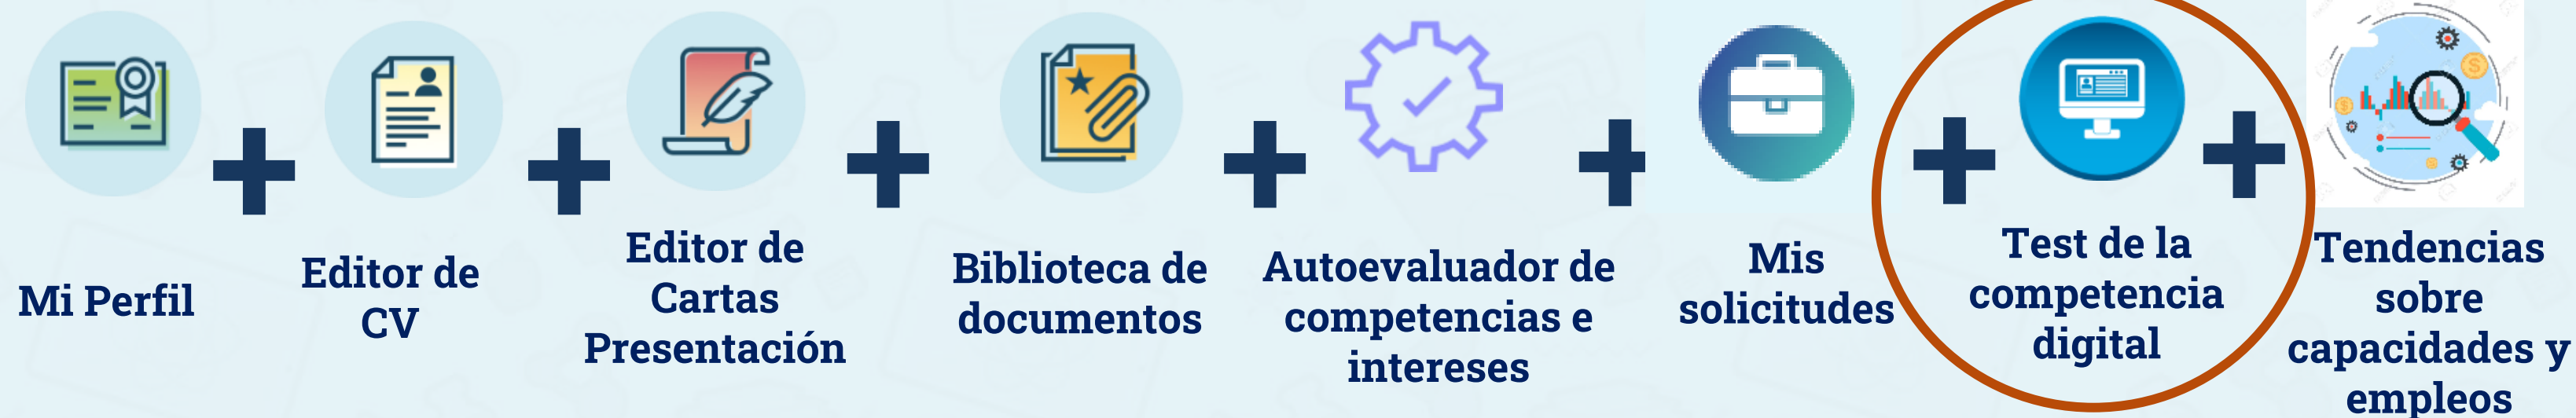 Mi Perfil
Editor de
CV
Editor de
Cartas
Presentación
Biblioteca de
documentos
Autoevaluador de
competencias e
intereses
Mis
solicitudes
Test de la
competencia
digital
Tendencias
sobre
capacidades y
empleos